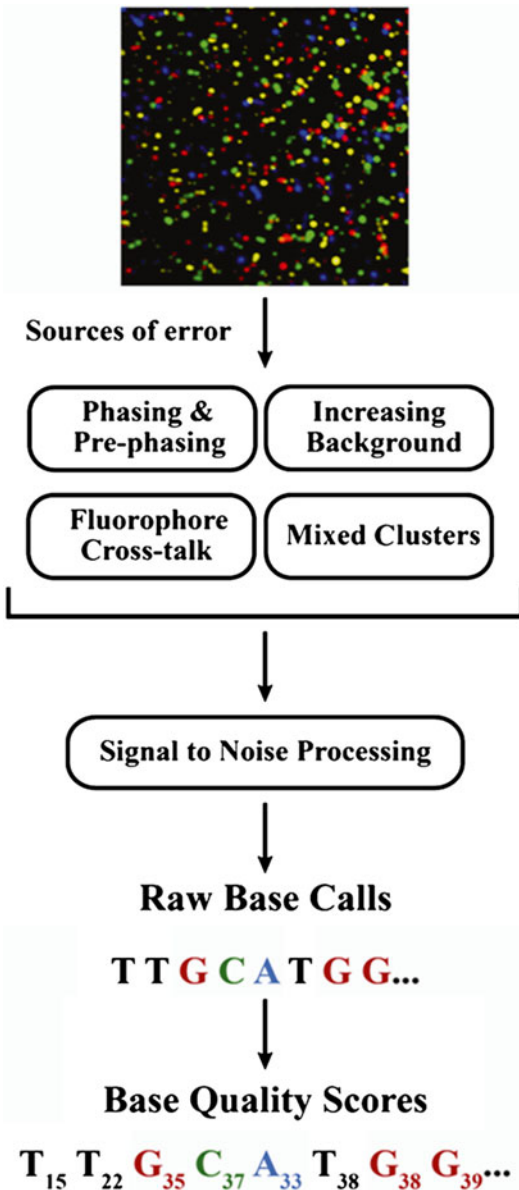 Sources of error
Phasing &
Pre-phasing
Increasing
Background
Fluorophore
Cross-talk
Mixed Clusters
Signal to Noise Processing
Raw Base Calls
T T G C A T G G...
Base Quality Scores
T15 T22 G35 C37 A33 T38 G38 G39...